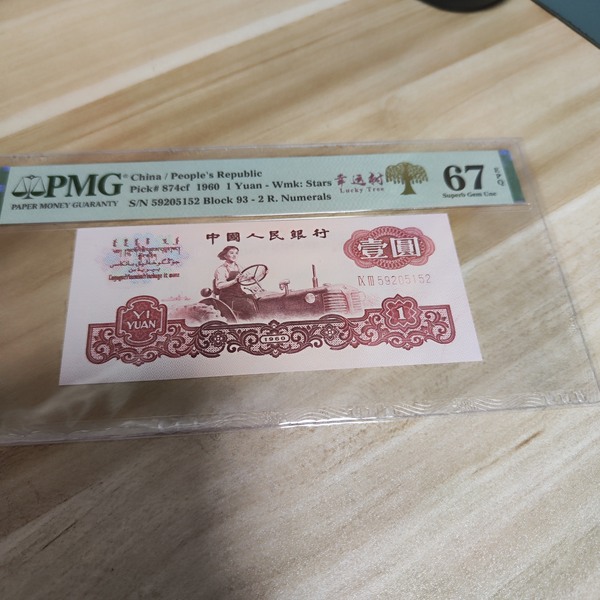 PMG
PAPER MONEY GUARANTY
China / People's Republic
Pick# 874cf 1960 1 Yuan - Wmk: Stars
S/N 59205152 Block 93 - 2 R. Numerals
幸运树
Lucky Tree
67
EPQ
Superb Gem Unc
中國人民銀行
壹圓
IX III 59205152
YI
YUAN
1960
1